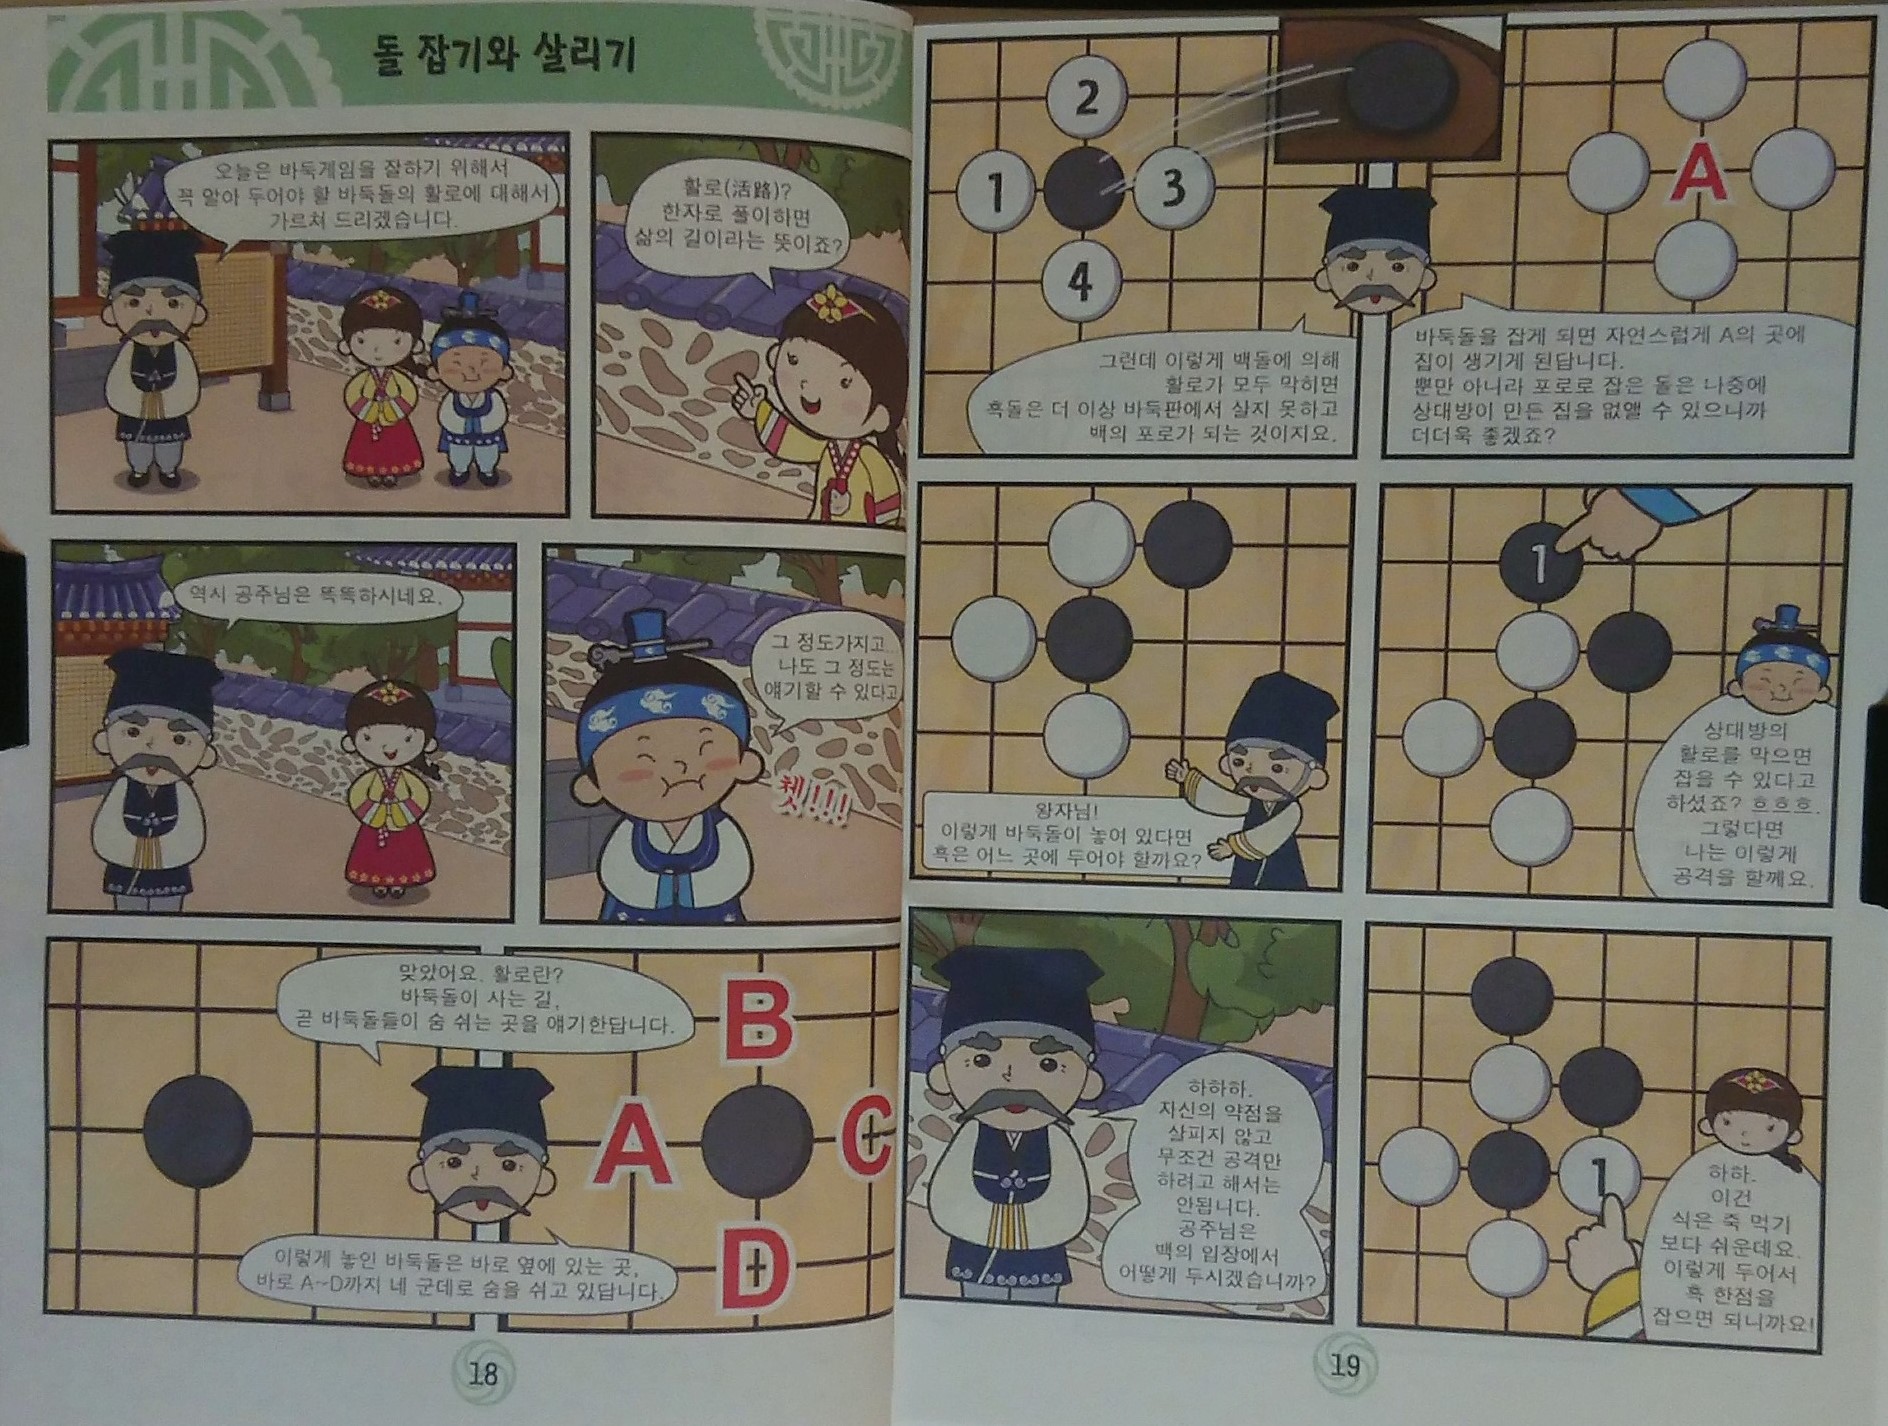 돌 잡기와 살리기
오늘은 바둑게임을 잘하기 위해서
꼭 알아 두어야 할 바둑돌의 활로에 대해서
가르쳐 드리겠습니다.
활로(活路)?
한자로 풀이하면
삶의 길이라는 뜻이죠?
역시 공주님은 똑똑하시네요.
그 정도가지고...
나도 그 정도는
얘기할 수 있다고
쳇!!!
맞았어요. 활로란?
바둑돌이 사는 길,
곧 바둑돌들이 숨 쉬는 곳을 얘기한답니다.
B
A
C
D
이렇게 놓인 바둑돌은 바로 옆에 있는 곳,
바로 A~D까지 네 군데로 숨을 쉬고 있답니다.
18
2
1
3
4
그런데 이렇게 백돌에 의해
활로가 모두 막히면
흑돌은 더 이상 바둑판에서 살지 못하고
백의 포로가 되는 것이지요.
A
바둑돌을 잡게 되면 자연스럽게 A의 곳에
집이 생기게 된답니다.
뿐만 아니라 포로로 잡은 돌은 나중에
상대방이 만든 집을 없앨 수 있으니까
더더욱 좋겠죠?
왕자님!
이렇게 바둑돌이 놓여 있다면
흑은 어느 곳에 두어야 할까요?
1
상대방의
활로를 막으면
잡을 수 있다고
하셨죠? 흐흐흐.
그렇다면
나는 이렇게
공격을 할께요.
하하하.
자신의 약점을
살피지 않고
무조건 공격만
하려고 해서는
안됩니다.
공주님은
백의 입장에서
어떻게 두시겠습니까?
1
하하.
이건
식은 죽 먹기
보다 쉬운데요.
이렇게 두어서
흑 한점을
잡으면 되니까요!
19